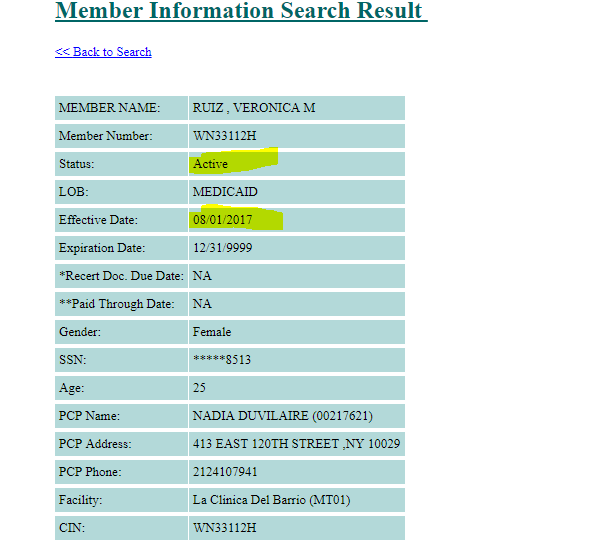 Member Information Search Result
<< Back to Search
MEMBER NAME: RUIZ , VERONICA M
Member Number: WN33112H
Status: Active
LOB: MEDICAID
Effective Date: 08/01/2017
Expiration Date: 12/31/9999
*Recert Doc. Due Date: NA
**Paid Through Date: NA
Gender: Female
SSN: *****8513
Age: 25
PCP Name: NADIA DUVILAIRE (00217621)
PCP Address: 413 EAST 120TH STREET ,NY 10029
PCP Phone: 2124107941
Facility: La Clinica Del Barrio (MT01)
CIN: WN33112H